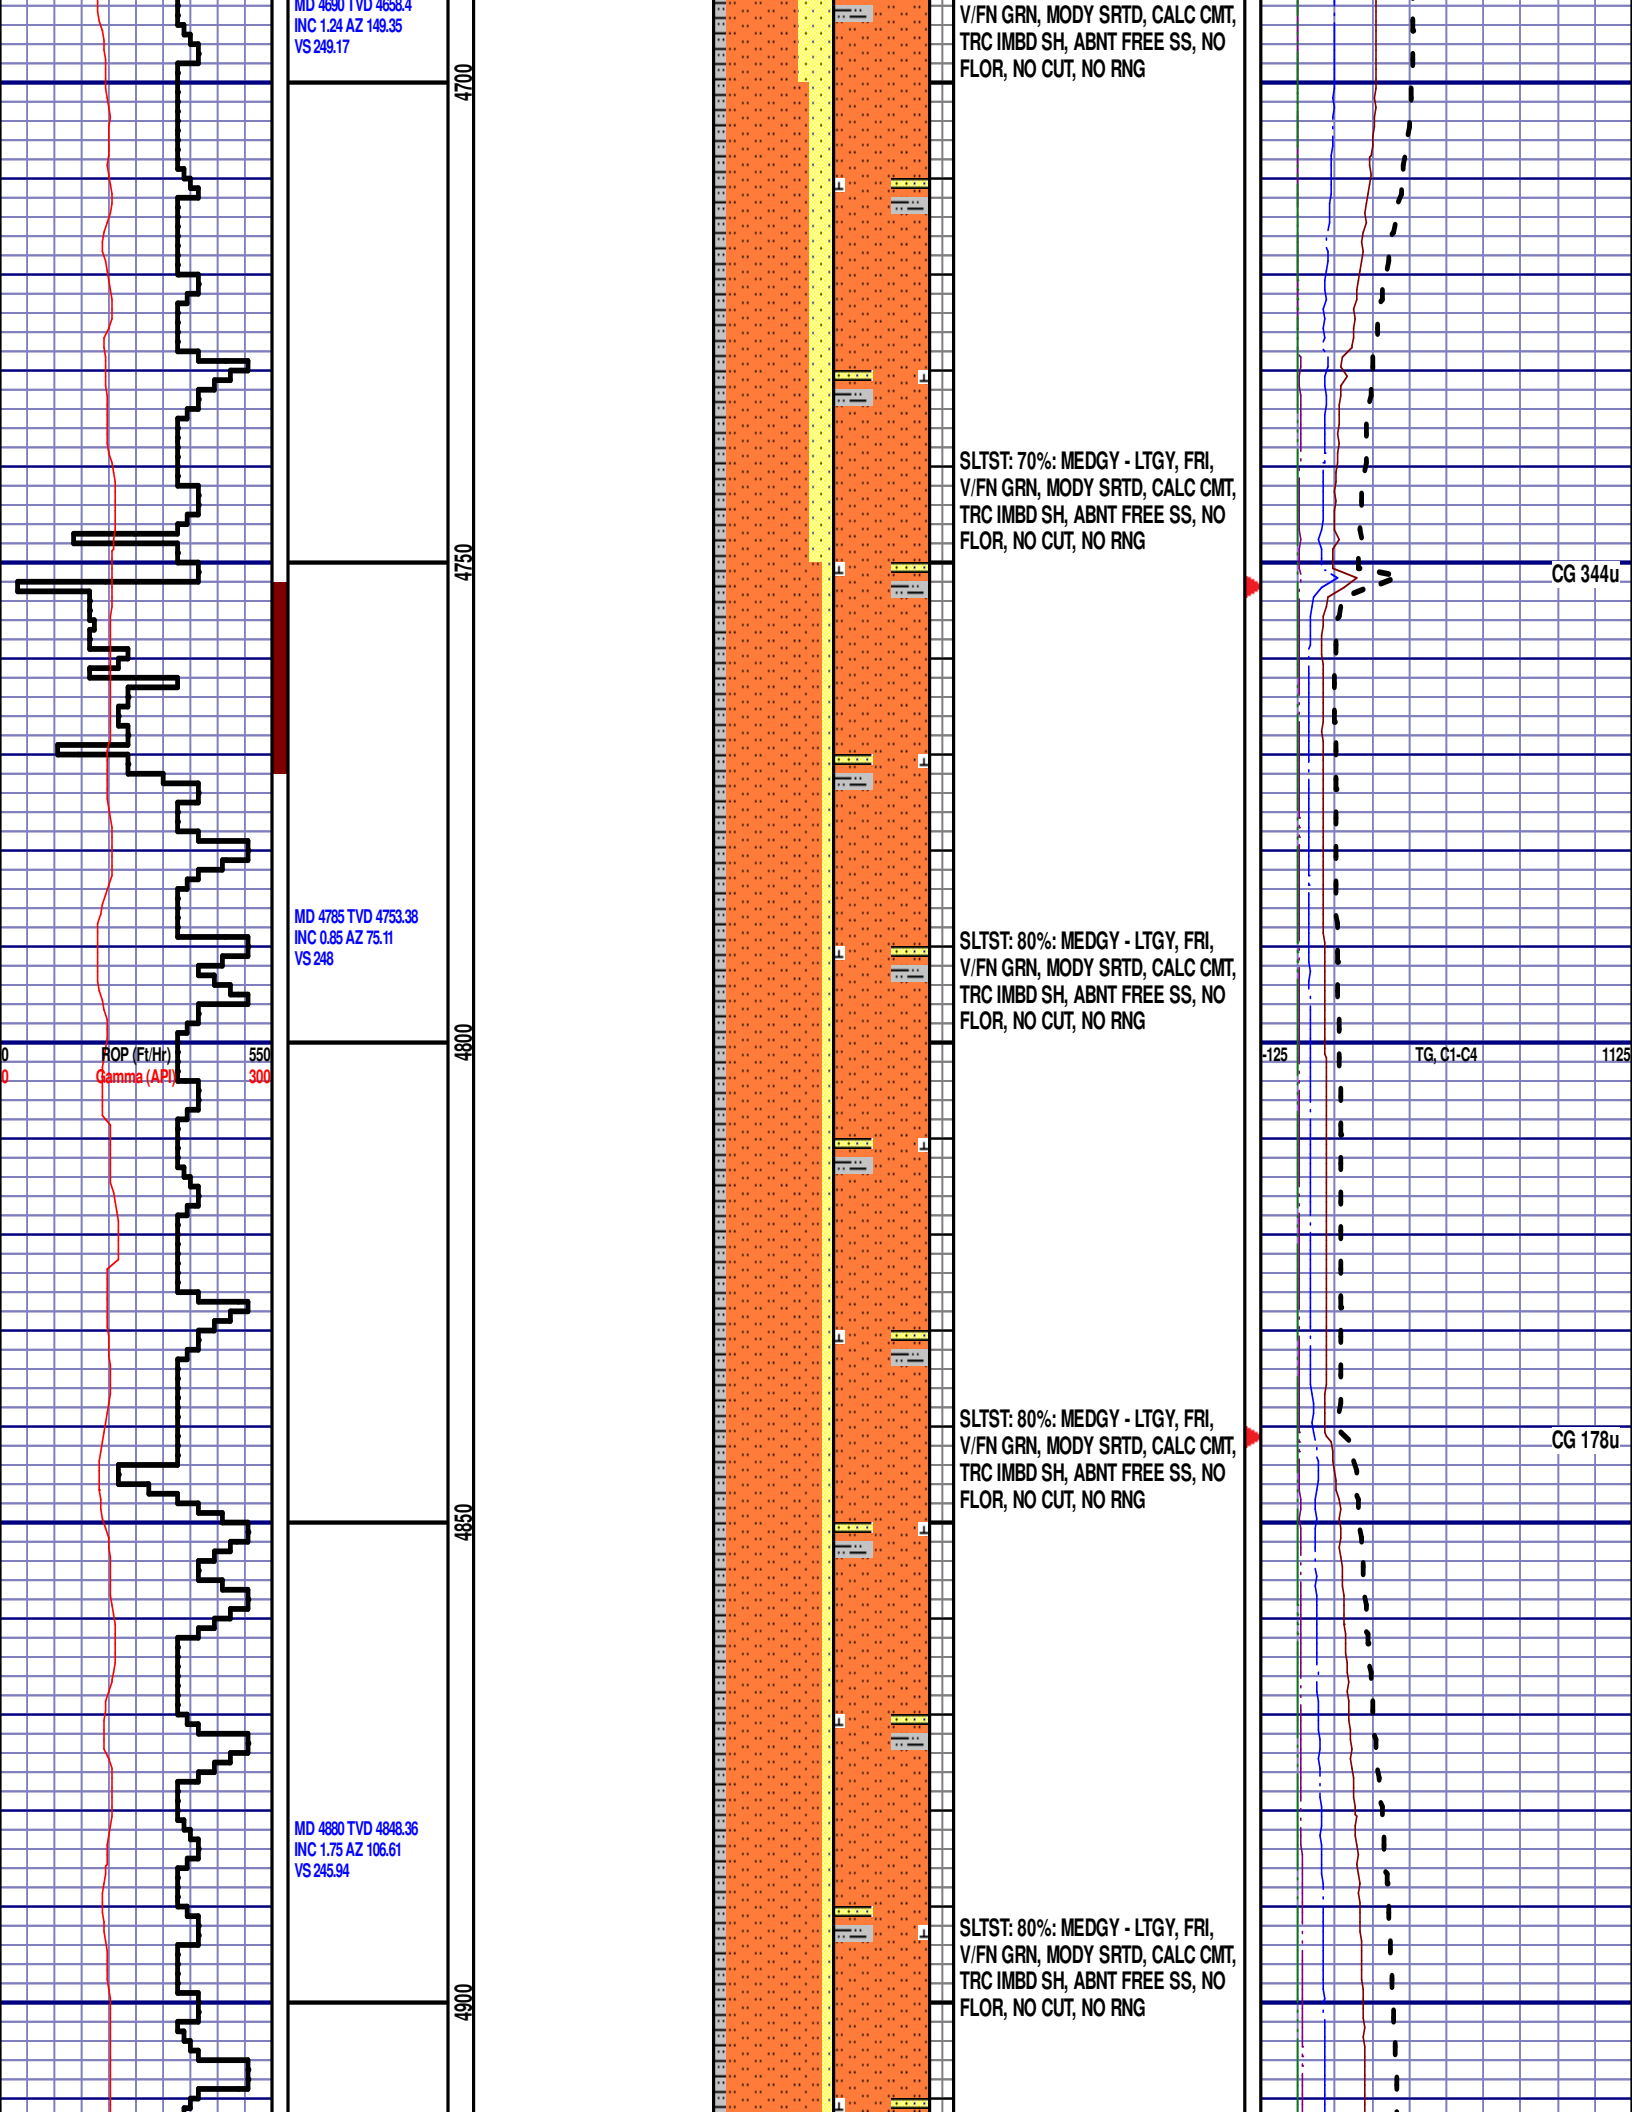 MD 4690 TVD 4658.4
INC 1.24 AZ 149.35
VS 249.17
V/FN GRN, MODY SRTD, CALC CMT,
TRC IMBD SH, ABNT FREE SS, NO
FLOR, NO CUT, NO RNG
4700
SLTST: 70%: MEDGY - LTGY, FRI,
V/FN GRN, MODY SRTD, CALC CMT,
TRC IMBD SH, ABNT FREE SS, NO
FLOR, NO CUT, NO RNG
4750
CG 344u
MD 4785 TVD 4753.38
INC 0.85 AZ 75.11
VS 248
SLTST: 80%: MEDGY - LTGY, FRI,
V/FN GRN, MODY SRTD, CALC CMT,
TRC IMBD SH, ABNT FREE SS, NO
FLOR, NO CUT, NO RNG
4800
0 ROP (Ft/Hr) 550
0 Gamma (API) 300
-125 TG, C1-C4 1125
SLTST: 80%: MEDGY - LTGY, FRI,
V/FN GRN, MODY SRTD, CALC CMT,
TRC IMBD SH, ABNT FREE SS, NO
FLOR, NO CUT, NO RNG
CG 178u
4850
MD 4880 TVD 4848.36
INC 1.75 AZ 106.61
VS 245.94
SLTST: 80%: MEDGY - LTGY, FRI,
V/FN GRN, MODY SRTD, CALC CMT,
TRC IMBD SH, ABNT FREE SS, NO
FLOR, NO CUT, NO RNG
4900